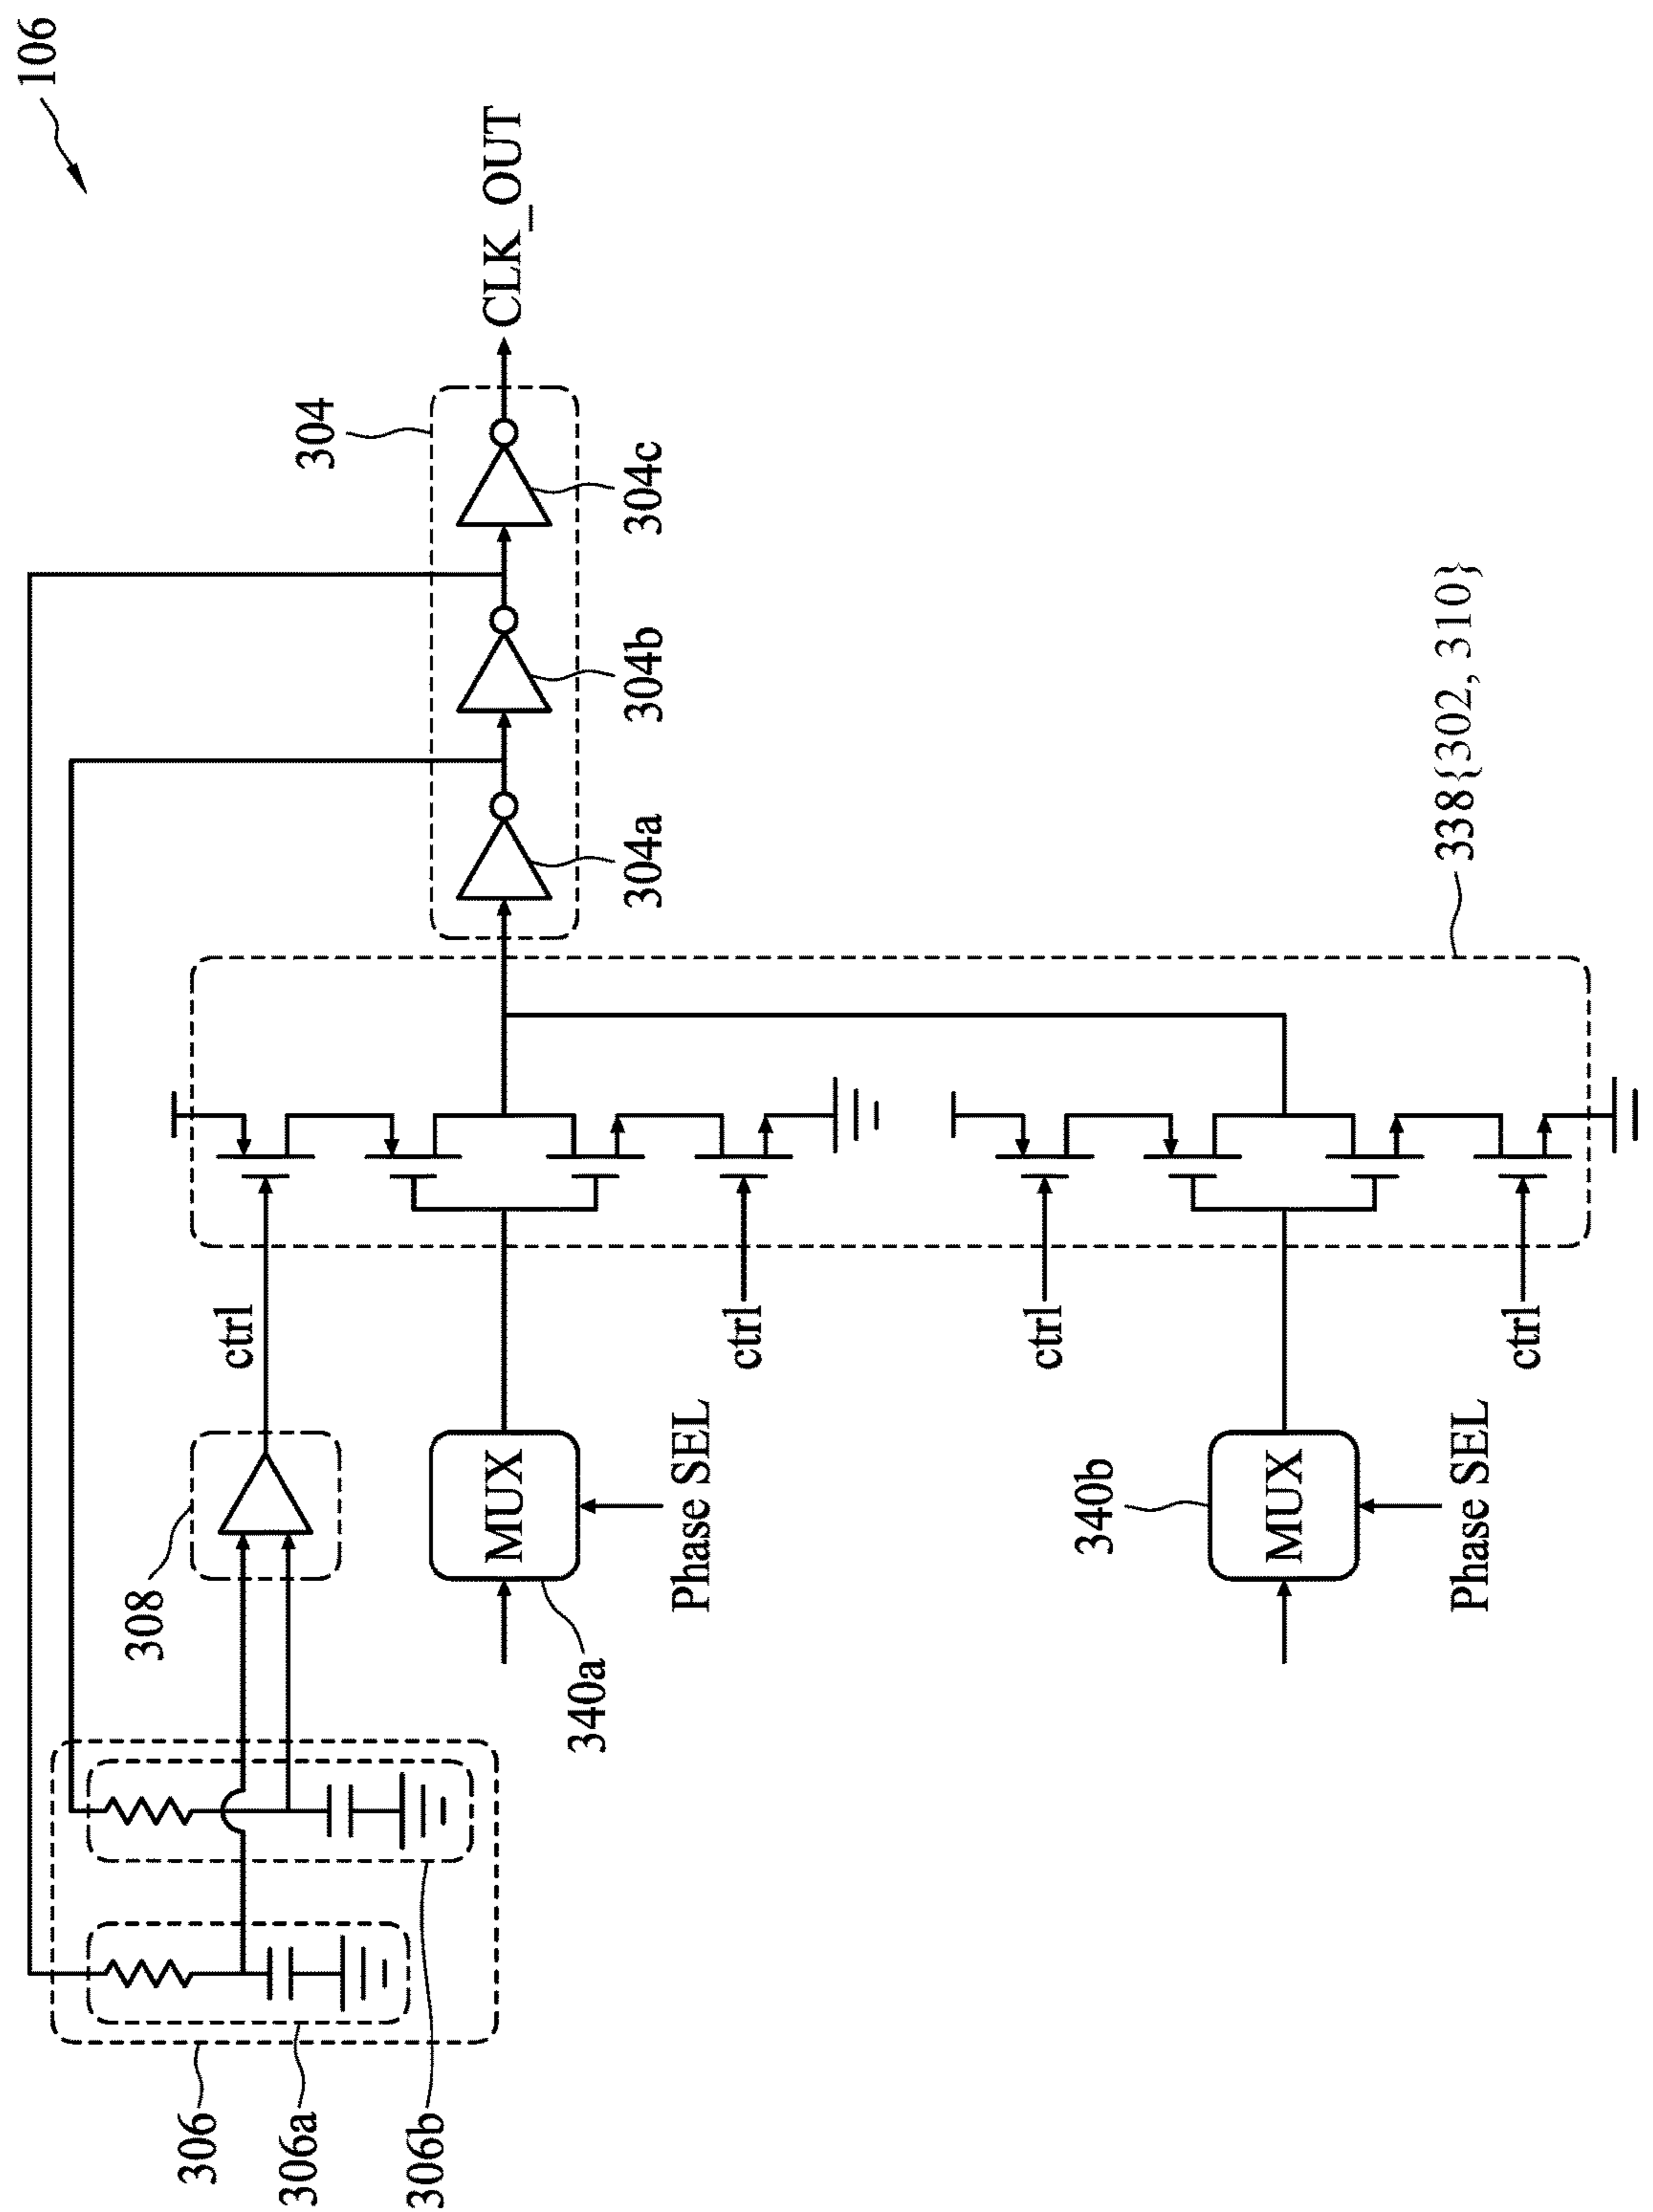 106
CLK_OUT
304
304a
304b
304c
338{302, 310}
308
ctrl
MUX
Phase SEL
340a
ctrl
ctrl
340b
MUX
Phase SEL
ctrl
306
306a
306b